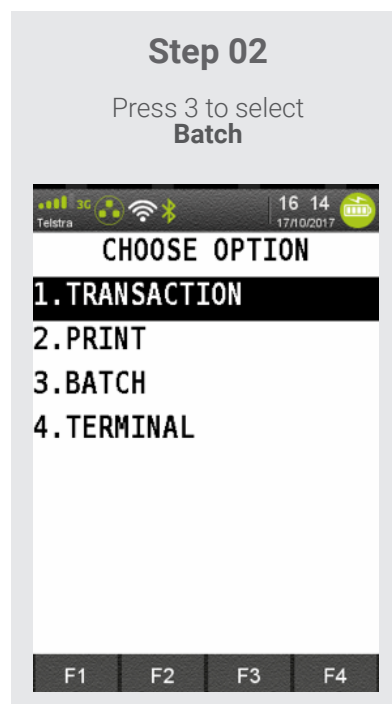 Step 02
Press 3 to select
Batch
3G
Telstra
16 14
17/10/2017
CHOOSE OPTION
1.TRANSACTION
2.PRINT
3.BATCH
4.TERMINAL
F1 F2 F3 F4